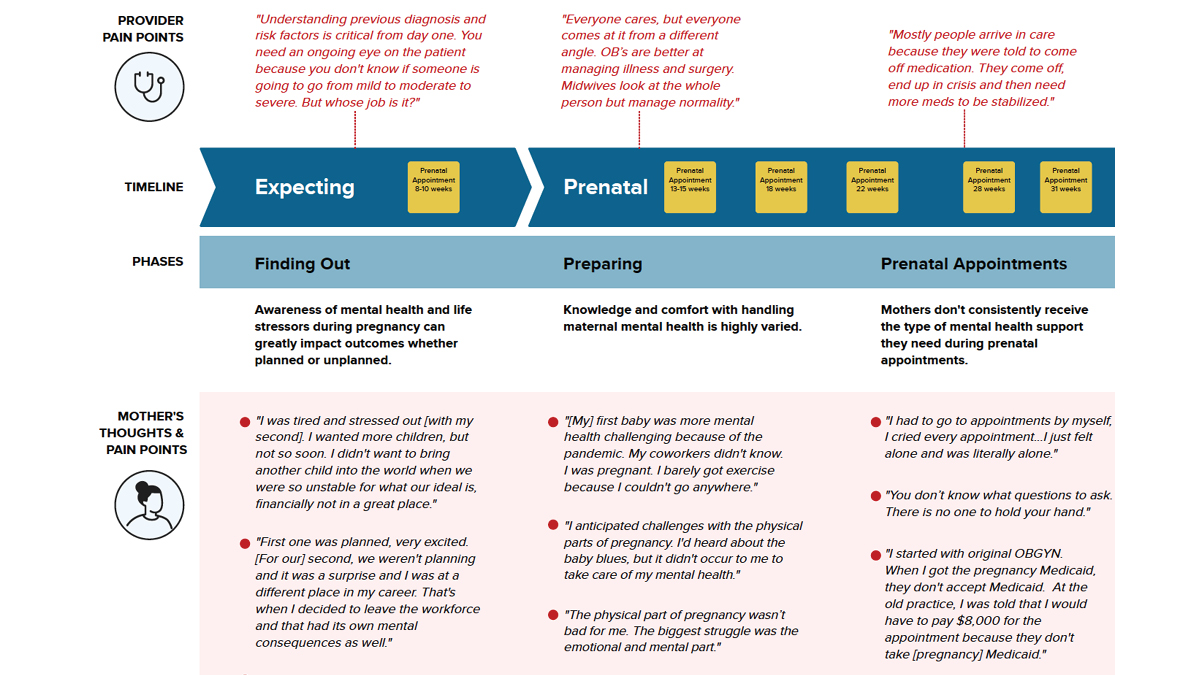 PROVIDER
PAIN POINTS
"Understanding previous diagnosis and
risk factors is critical from day one. You
need an ongoing eye on the patient
because you don't know if someone is
going to go from mild to moderate to
severe. But whose job is it?"
"Everyone cares, but everyone
comes at it from a different
angle. OB's are better at
managing illness and surgery.
Midwives look at the whole
person but manage normality."
"Mostly people arrive in care
because they were told to come
off medication. They come off,
end up in crisis and then need
more meds to be stabilized."
TIMELINE
Expecting
Prenatal
Appointment
8-10 weeks
Prenatal
Prenatal
Appointment
13-15 weeks
Prenatal
Appointment
18 weeks
Prenatal
Appointment
22 weeks
Prenatal
Appointment
28 weeks
Prenatal
Appointment
31 weeks
PHASES
Finding Out
Preparing
Prenatal Appointments
Awareness of mental health and life
stressors during pregnancy can
greatly impact outcomes whether
planned or unplanned.
Knowledge and comfort with handling
maternal mental health is highly varied.
Mothers don't consistently receive
the type of mental health support
they need during prenatal
appointments.
MOTHER'S
THOUGHTS &
PAIN POINTS
"I was tired and stressed out [with my
second]. I wanted more children, but
not so soon. I didn't want to bring
another child into the world when we
were so unstable for what our ideal is,
financially not in a great place."
"First one was planned, very excited.
[For our] second, we weren't planning
and it was a surprise and I was at a
different place in my career. That's
when I decided to leave the workforce
and that had its own mental
consequences as well."
"[My] first baby was more mental
health challenging because of the
pandemic. My coworkers didn't know.
I was pregnant. I barely got exercise
because I couldn't go anywhere."
"I anticipated challenges with the physical
parts of pregnancy. I'd heard about the
baby blues, but it didn't occur to me to
take care of my mental health."
"The physical part of pregnancy wasn't
bad for me. The biggest struggle was the
emotional and mental part."
"I had to go to appointments by myself,
I cried every appointment...I just felt
alone and was literally alone."
"You don't know what questions to ask.
There is no one to hold your hand."
"I started with original OBGYN.
When I got the pregnancy Medicaid,
they don't accept Medicaid. At the
old practice, I was told that I would
have to pay $8,000 for the
appointment because they don't
take [pregnancy] Medicaid."